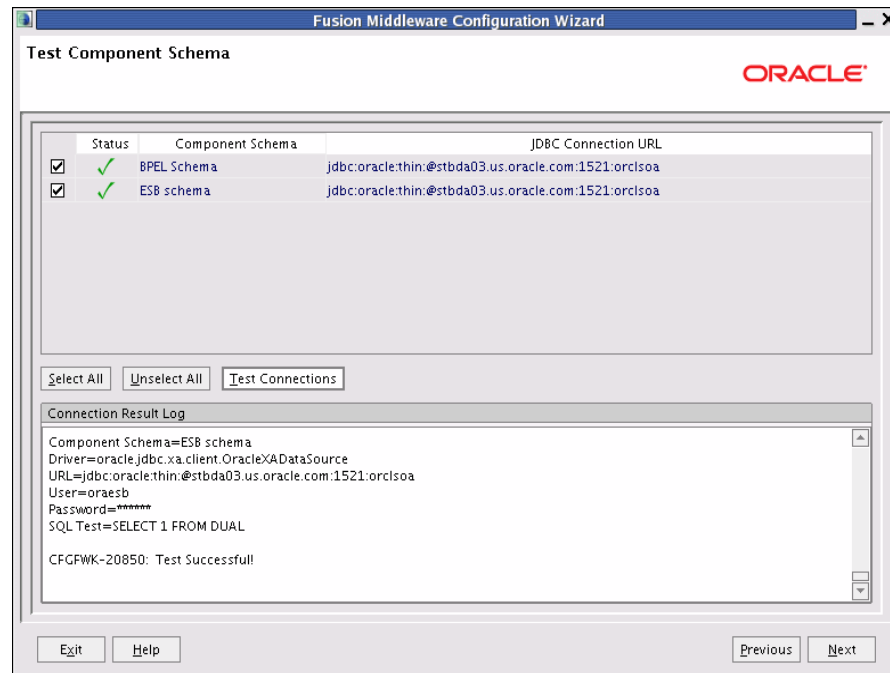 Fusion Middleware Configuration Wizard
Test Component Schema
ORACLE
Status Component Schema JDBC Connection URL
BPEL Schema jdbc:oracle:thin:@stbda03.us.oracle.com:1521:orclsoa
ESB schema jdbc:oracle:thin:@stbda03.us.oracle.com:1521:orclsoa
Select All Unselect All Test Connections
Connection Result Log
Component Schema=ESB schema
Driver=oracle.jdbc.xa.client.OracleXADataSource
URL=jdbc:oracle:thin:@stbda03.us.oracle.com:1521:orclsoa
User=oraesb
Password=******
SQL Test=SELECT 1 FROM DUAL
CFGFWK-20850: Test Successful!
Exit Help Previous Next